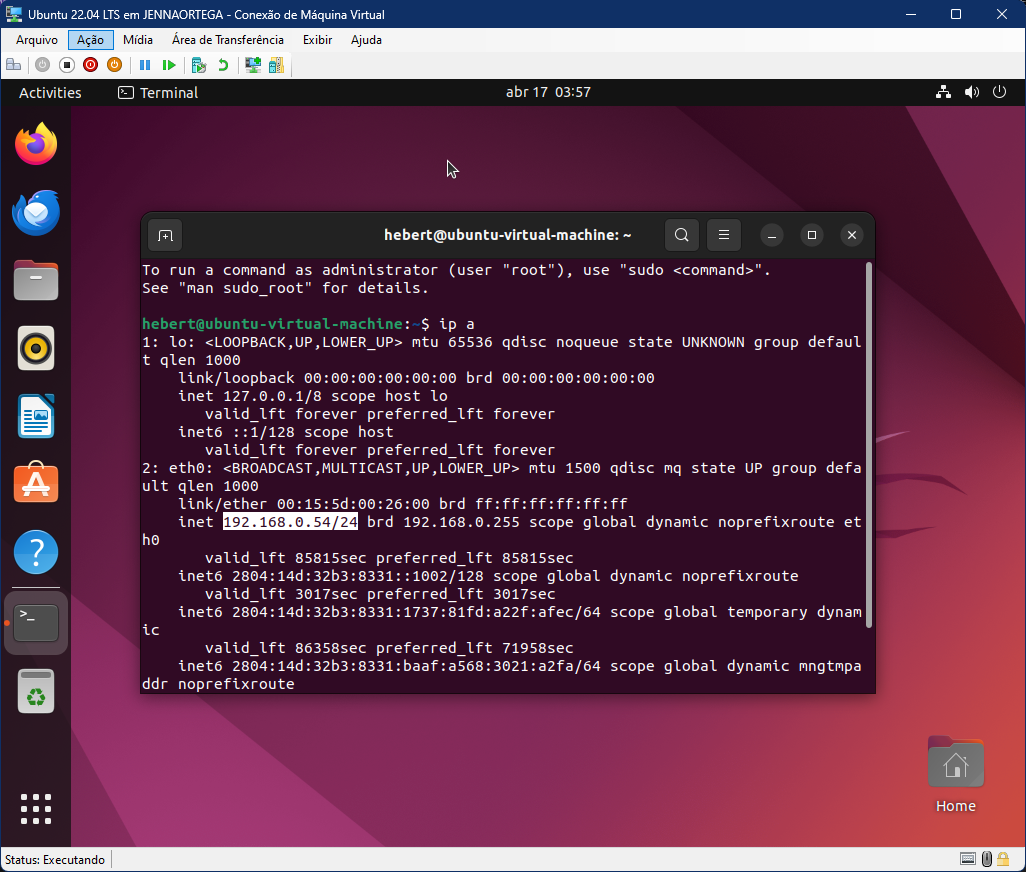 Ubuntu 22.04 LTS em JENNAORTEGA - Conexão de Máquina Virtual
Arquivo Ação Mídia Área de Transferência Exibir Ajuda
Activities Terminal abr 17 03:57
hebert@ubuntu-virtual-machine: ~
To run a command as administrator (user "root"), use "sudo <command>".
See "man sudo_root" for details.
hebert@ubuntu-virtual-machine:~$ ip a
1: lo: <LOOPBACK,UP,LOWER_UP> mtu 65536 qdisc noqueue state UNKNOWN group defaul
t qlen 1000
link/loopback 00:00:00:00:00:00 brd 00:00:00:00:00:00
inet 127.0.0.1/8 scope host lo
valid_lft forever preferred_lft forever
inet6 ::1/128 scope host
valid_lft forever preferred_lft forever
2: eth0: <BROADCAST,MULTICAST,UP,LOWER_UP> mtu 1500 qdisc mq state UP group defa
ult qlen 1000
link/ether 00:15:5d:00:26:00 brd ff:ff:ff:ff:ff:ff
inet 192.168.0.54/24 brd 192.168.0.255 scope global dynamic noprefixroute et
h0
valid_lft 85815sec preferred_lft 85815sec
inet6 2804:14d:32b3:8331::1002/128 scope global dynamic noprefixroute
valid_lft 3017sec preferred_lft 3017sec
inet6 2804:14d:32b3:8331:1737:81fd:a22f:afec/64 scope global temporary dynam
ic
valid_lft 86358sec preferred_lft 71958sec
inet6 2804:14d:32b3:8331:baaf:a568:3021:a2fa/64 scope global dynamic mngtmpa
ddr noprefixroute
Home
Status: Executando